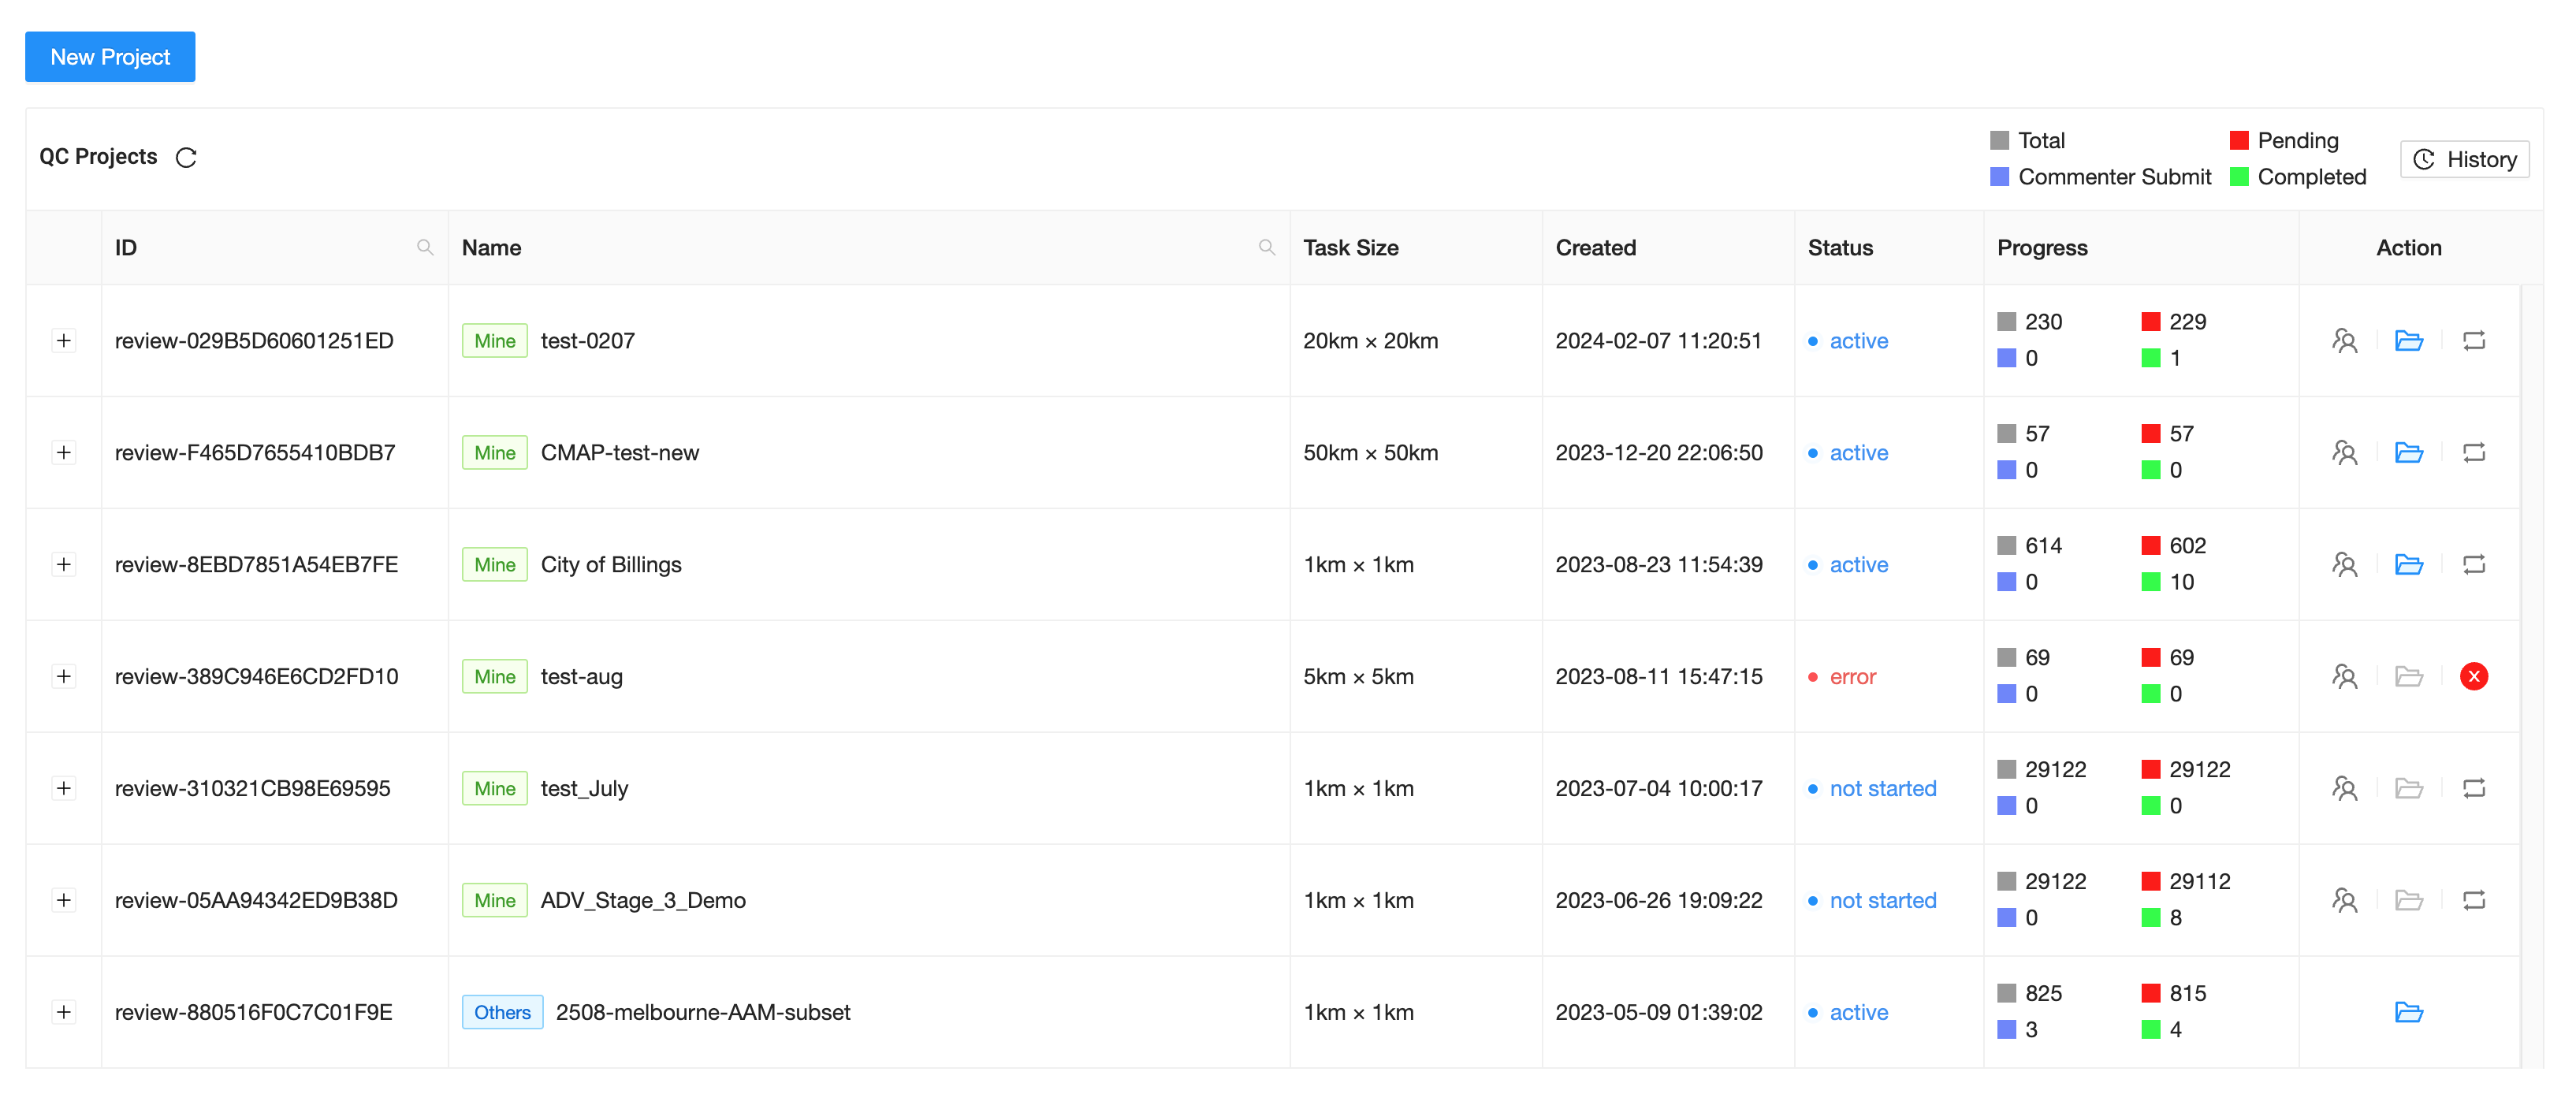 New Project
QC Projects
Total Pending
Commenter Submit Completed
History
ID Name Task Size Created Status Progress Action
review-029B5D60601251ED Mine test-0207 20km × 20km 2024-02-07 11:20:51 active 230 229
0 1
review-F465D7655410BDB7 Mine CMAP-test-new 50km × 50km 2023-12-20 22:06:50 active 57 57
0 0
review-8EBD7851A54EB7FE Mine City of Billings 1km × 1km 2023-08-23 11:54:39 active 614 602
0 10
review-389C946E6CD2FD10 Mine test-aug 5km × 5km 2023-08-11 15:47:15 error 69 69
0 0
review-310321CB98E69595 Mine test_July 1km × 1km 2023-07-04 10:00:17 not started 29122 29122
0 0
review-05AA94342ED9B38D Mine ADV_Stage_3_Demo 1km × 1km 2023-06-26 19:09:22 not started 29122 29112
0 8
review-880516F0C7C01F9E Others 2508-melbourne-AAM-subset 1km × 1km 2023-05-09 01:39:02 active 825 815
3 4